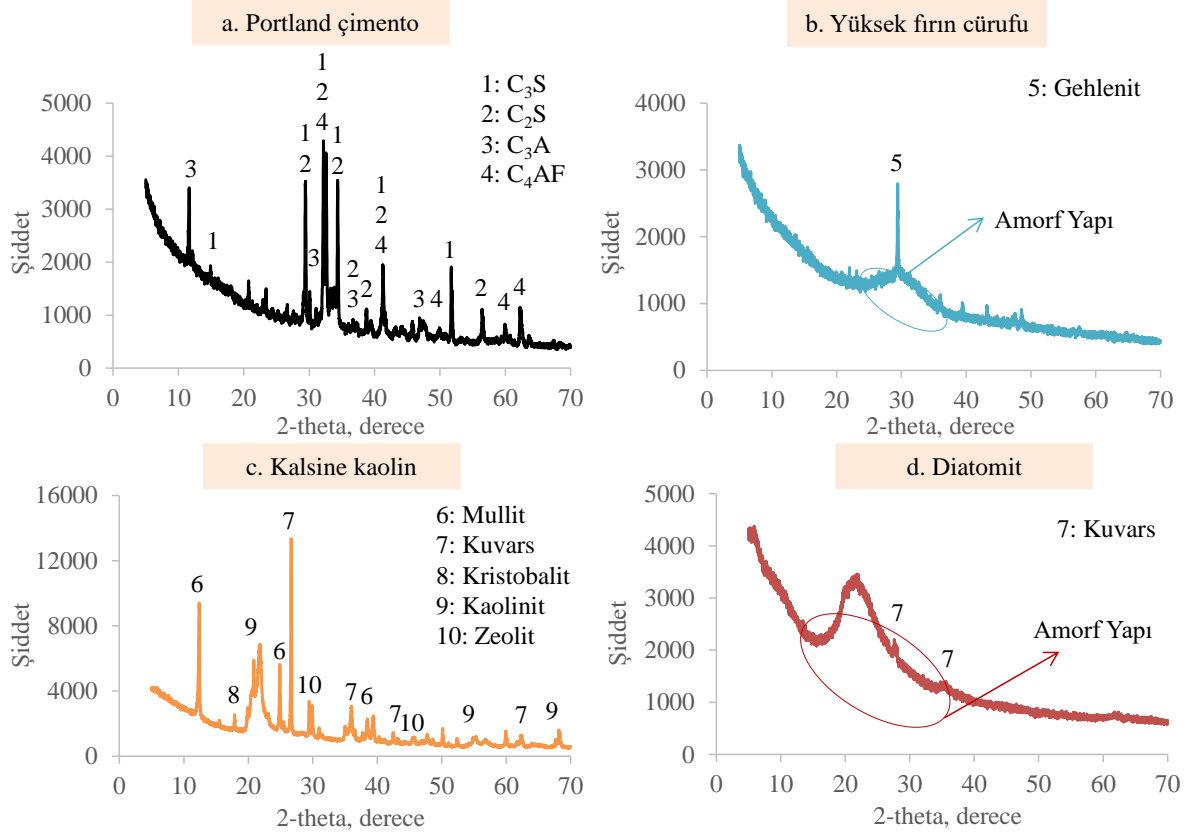 a. Portland çimento
1: C₃S
2: C₂S
3: C₃A
4: C₄AF
5000
4000
3000
2000
1000
0
Şiddet
3
1
1
2
3
1
2
4
1
2
2
3
2
1
2
4
3
4
1
2
4
4
0 10 20 30 40 50 60 70
2-theta, derece
b. Yüksek fırın cürufu
5: Gehlenit
4000
3000
2000
1000
0
Şiddet
5
Amorf Yapı
0 10 20 30 40 50 60 70
2-theta, derece
c. Kalsine kaolin
6: Mullit
7: Kuvars
8: Kristobalit
9: Kaolinit
10: Zeolit
16000
12000
8000
4000
0
Şiddet
6
8
9
6
7
10
7
6
7
10
9
7
9
0 10 20 30 40 50 60 70
2-theta, derece
d. Diatomit
7: Kuvars
5000
4000
3000
2000
1000
0
Şiddet
7
7
Amorf Yapı
0 10 20 30 40 50 60 70
2-theta, derece